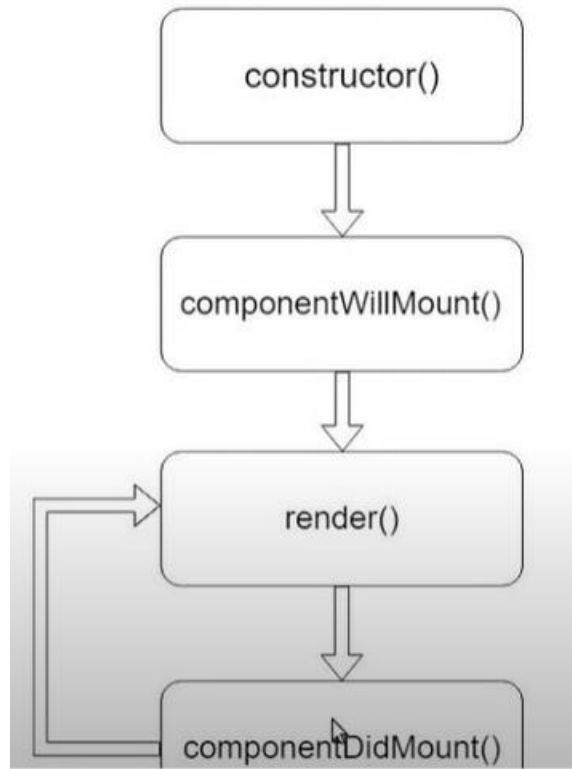 constructor()
componentWillMount()
render()
componentDidMount()